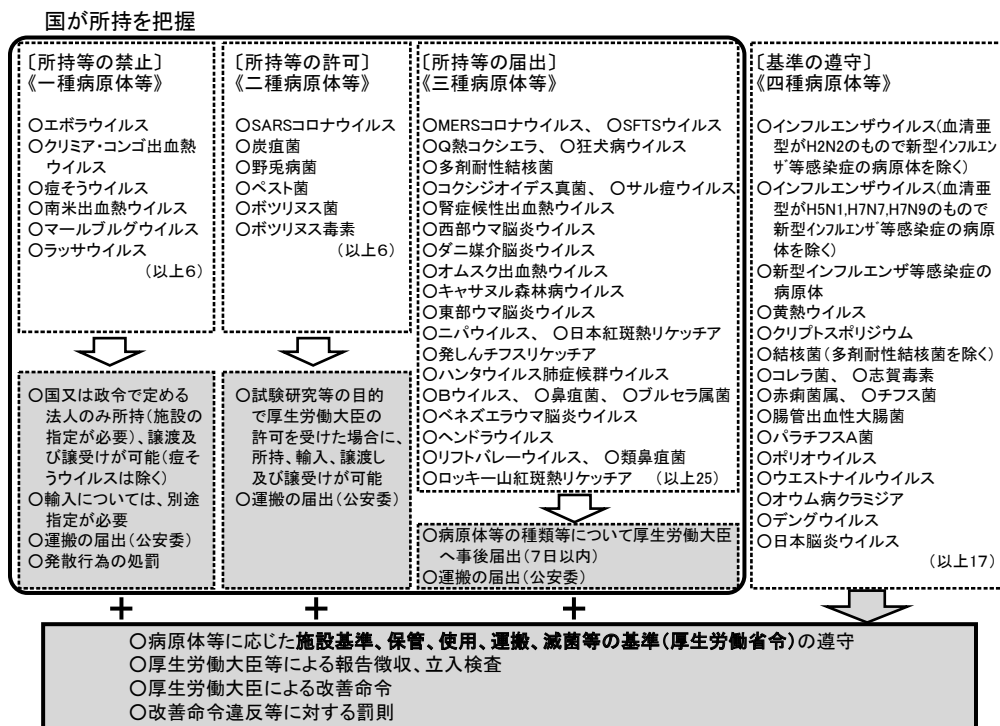 国が所持を把握
〔所持等の禁止〕
《一種病原体等》
○エボラウイルス
○クリミア・コンゴ出血熱
ウイルス
○痘そうウイルス
○南米出血熱ウイルス
○マールブルグウイルス
○ラッサウイルス
(以上6)
○国又は政令で定める
法人のみ所持(施設の
指定が必要)、譲渡及
び譲受けが可能(痘そ
うウイルスは除く)
○輸入については、別途
指定が必要
○運搬の届出(公安委)
○発散行為の処罰
〔所持等の許可〕
《二種病原体等》
○SARSコロナウイルス
○炭疽菌
○野兎病菌
○ペスト菌
○ボツリヌス菌
○ボツリヌス毒素
(以上6)
○試験研究等の目的
で厚生労働大臣の
許可を受けた場合に、
所持、輸入、譲渡し
及び譲受けが可能
○運搬の届出(公安委)
〔所持等の届出〕
《三種病原体等》
○MERSコロナウイルス、 ○SFTSウイルス
○Q熱コクシエラ、 ○狂犬病ウイルス
○多剤耐性結核菌
○コクシジオイデス真菌、 ○サル痘ウイルス
○腎症候性出血熱ウイルス
○西部ウマ脳炎ウイルス
○ダニ媒介脳炎ウイルス
○オムスク出血熱ウイルス
○キャサヌル森林病ウイルス
○東部ウマ脳炎ウイルス
○ニパウイルス、 ○日本紅斑熱リケッチア
○発しんチフスリケッチア
○ハンタウイルス肺症候群ウイルス
○Bウイルス、 ○鼻疽菌、 ○ブルセラ属菌
○ベネズエラウマ脳炎ウイルス
○ヘンドラウイルス
○リフトバレーウイルス、 ○類鼻疽菌
○ロッキー山紅斑熱リケッチア (以上25)
○病原体等の種類等について厚生労働大臣
へ事後届出(7日以内)
○運搬の届出(公安委)
〔基準の遵守〕
《四種病原体等》
○インフルエンザウイルス(血清亜
型がH2N2のもので新型インフルエン
ザ等感染症の病原体を除く)
○インフルエンザウイルス(血清亜
型がH5N1,H7N7,H7N9のもので
新型インフルエンザ等感染症の病原
体を除く)
○新型インフルエンザ等感染症の
病原体
○黄熱ウイルス
○クリプトスポリジウム
○結核菌(多剤耐性結核菌を除く)
○コレラ菌、 ○志賀毒素
○赤痢菌属、 ○チフス菌
○腸管出血性大腸菌
○パラチフスA菌
○ポリオウイルス
○ウエストナイルウイルス
○オウム病クラミジア
○デングウイルス
○日本脳炎ウイルス
(以上17)
+ + +
○病原体等に応じた施設基準、保管、使用、運搬、滅菌等の基準(厚生労働省令)の遵守
○厚生労働大臣等による報告徴収、立入検査
○厚生労働大臣による改善命令
○改善命令違反等に対する罰則